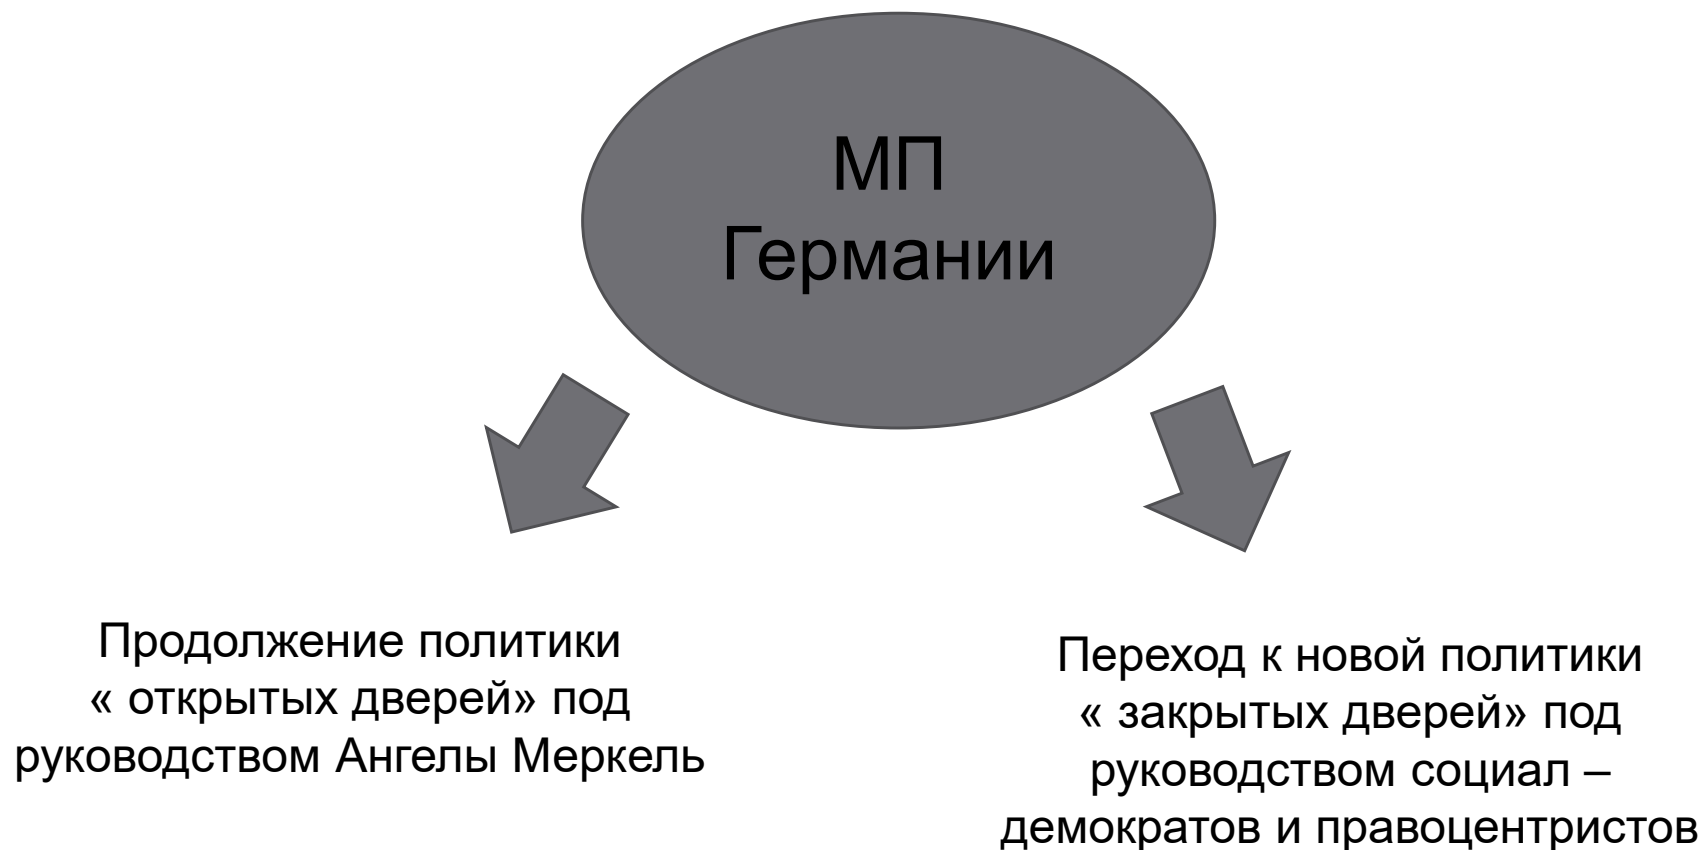 МП
Германии
Продолжение политики
« открытых дверей» под
руководством Ангелы Меркель
Переход к новой политики
« закрытых дверей» под
руководством социал –
демократов и правоцентристов